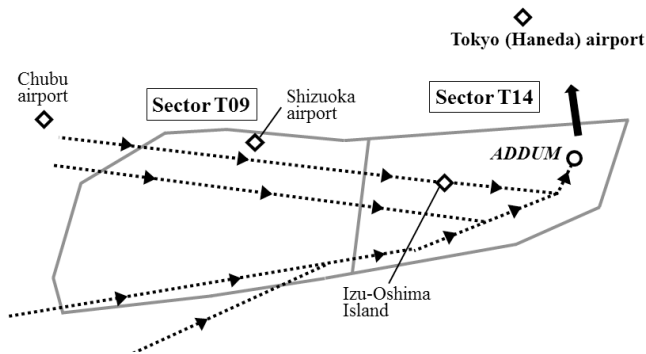 Tokyo (Haneda) airport
Chubu
airport
Sector T09
Shizuoka
airport
Sector T14
ADDUM
Izu-Oshima
Island